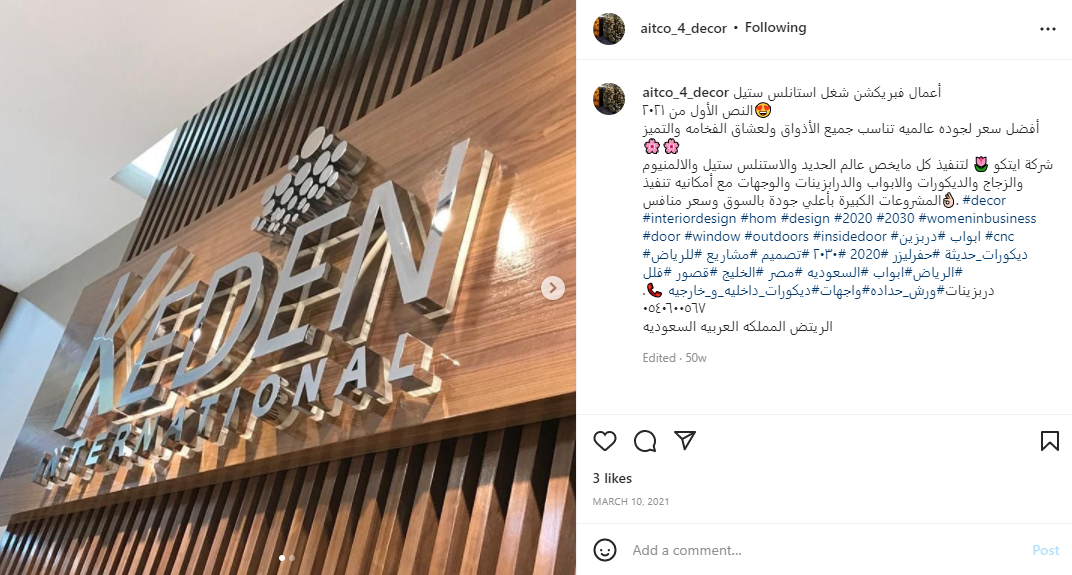 KEDEN
INTERNATIONAL
aitco_4_decor • Following
aitco_4_decor أعمال فبريكشن شغل استانلس ستيل
النص الأول من ٢٠٢١😍
أفضل سعر لجوده عالميه تناسب جميع الأذواق ولعشاق الفخامه والتميز
🌸🌸
شركة ايتكو 🌷 لتنفيذ كل مايخص عالم الحديد والاستنلس ستيل والالمنيوم
والزجاج والديكورات والابواب والدرابزينات والوجهات مع أمكانيه تنفيذ
المشروعات الكبيرة بأعلي جودة بالسوق وسعر منافس👌🏻. #decor
#interiordesign #hom #design #2020 #2030 #womeninbusiness
#door #window #outdoors #insidedoor #ابواب #دربزين #cnc
#ديكورات_حديثة #حفرليزر #2020 #٢٠٣٠ #تصميم #مشاريع #للرياض
#الرياض#ابواب #السعوديه #مصر #الخليج #قصور #فلل
#دربزينات#ورش_حداده#واجهات#ديكورات_داخليه_و_خارجيه 📞.
٠٥٤٠٦٠٠٥٦٧
الريتض المملكه العربيه السعوديه
Edited · 50w
3 likes
MARCH 10, 2021
Add a comment...
Post